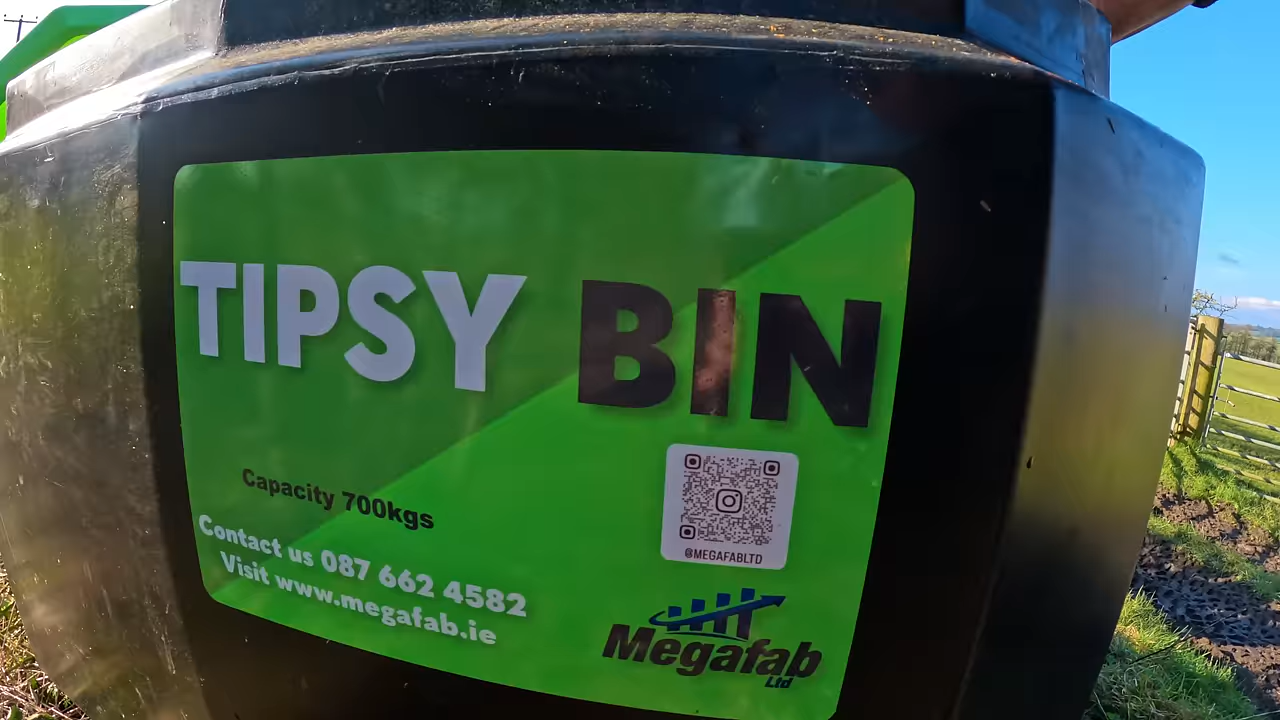 TIPSY BIN
Capacity 700kgs
Contact us 087 662 4582
Visit www.megafab.ie
@MEGAFABLTD
Megafab
Ltd